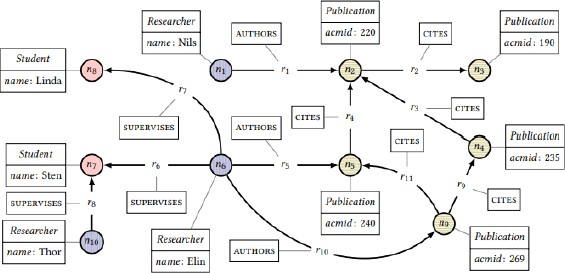 Publication
acmid: 220
Publication
acmid: 190
Researcher
name: Nils
AUTHORS
CITES
Student
name: Linda
n8
n1
r1
n2
r2
n3
r7
r3
CITES
SUPERVISES
AUTHORS
CITES
r4
CITES
Student
name: Sten
n7
r6
n6
r5
n5
n4
Publication
acmid: 235
r11
r9
CITES
SUPERVISES
r8
SUPERVISES
Researcher
name: Thor
n10
Researcher
name: Elin
AUTHORS
r10
Publication
acmid: 240
n9
Publication
acmid: 269